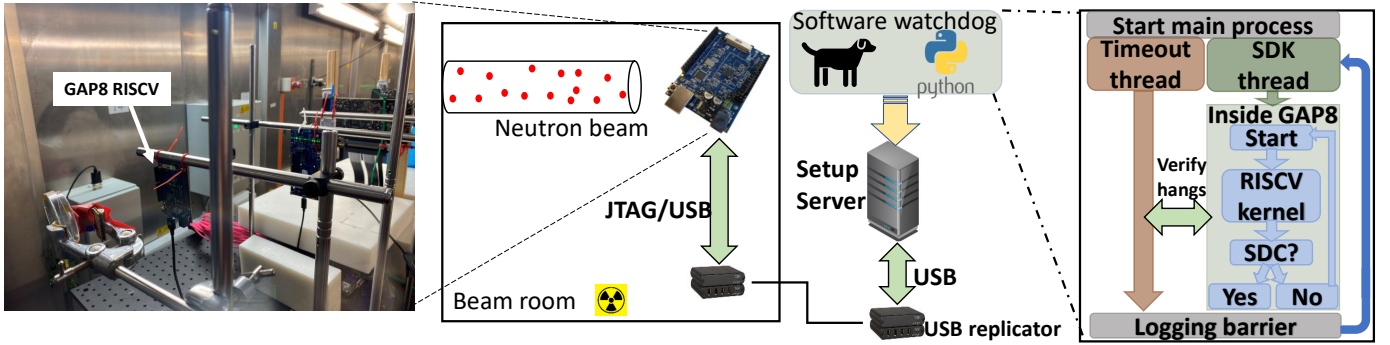 GAP8 RISCV
Neutron beam
JTAG/USB
Beam room
Software watchdog
python
Setup
Server
USB
USB replicator
Start main process
Timeout
thread
SDK
thread
Inside GAP8
Start
Verify
hangs
RISCV
kernel
SDC?
Yes
No
Logging barrier